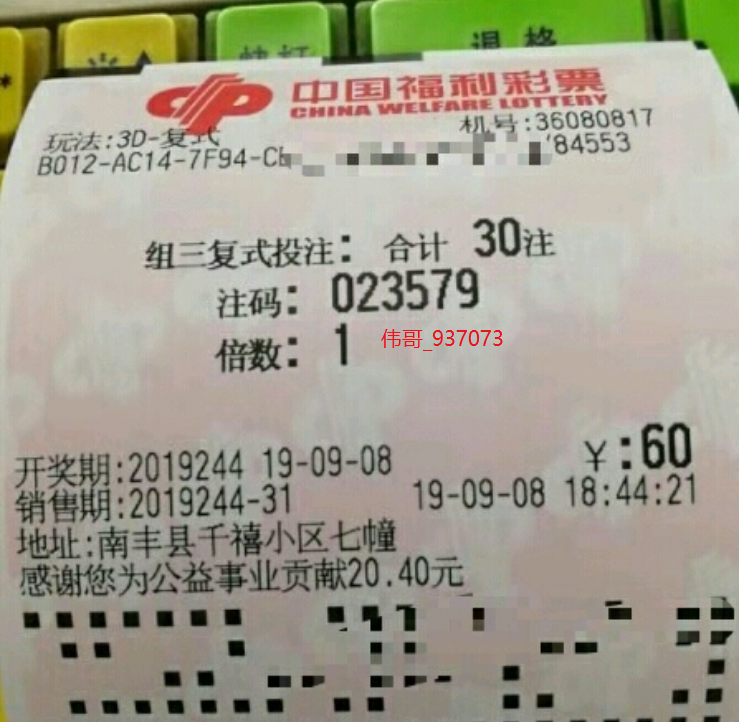 快打
退格
中国福利彩票
CHINA WELFARE LOTTERY
玩法:3D-复式 机号:36080817
B012-AC14-7F94-C 84553
组三复式投注: 合计 30注
注码: 023579
倍数: 1
伟哥_937073
开奖期:2019244 19-09-08 ¥:60
销售期:2019244-31 19-09-08 18:44:21
地址:南丰县千禧小区七幢
感谢您为公益事业贡献20.40元